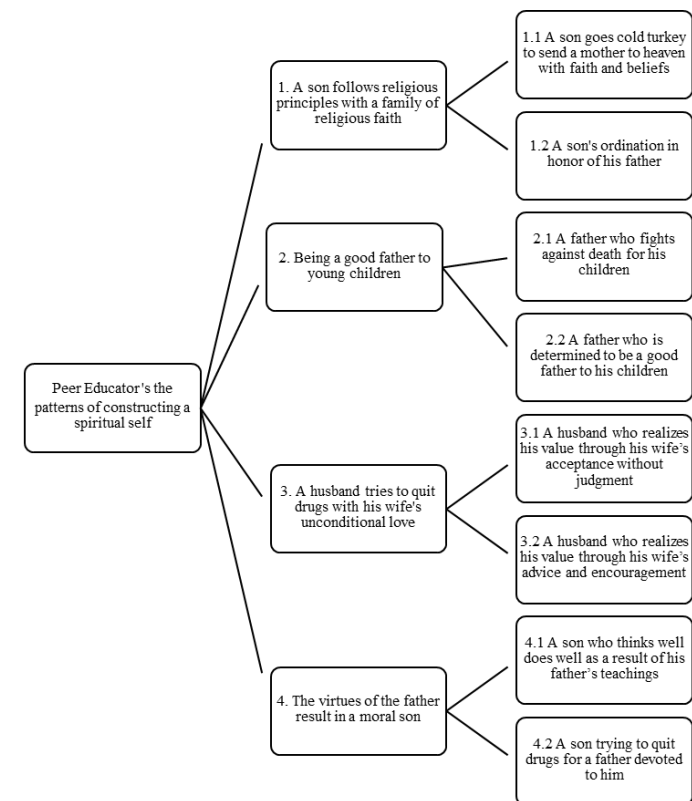 Peer Educator's the
patterns of constructing a
spiritual self
1. A son follows religious
principles with a family of
religious faith
1.1 A son goes cold turkey
to send a mother to heaven
with faith and beliefs
1.2 A son's ordination in
honor of his father
2. Being a good father to
young children
2.1 A father who fights
against death for his
children
2.2 A father who is
determined to be a good
father to his children
3. A husband tries to quit
drugs with his wife's
unconditional love
3.1 A husband who realizes
his value through his wife’s
acceptance without
judgment
3.2 A husband who realizes
his value through his wife’s
advice and encouragement
4. The virtues of the father
result in a moral son
4.1 A son who thinks well
does well as a result of his
father’s teachings
4.2 A son trying to quit
drugs for a father devoted
to him